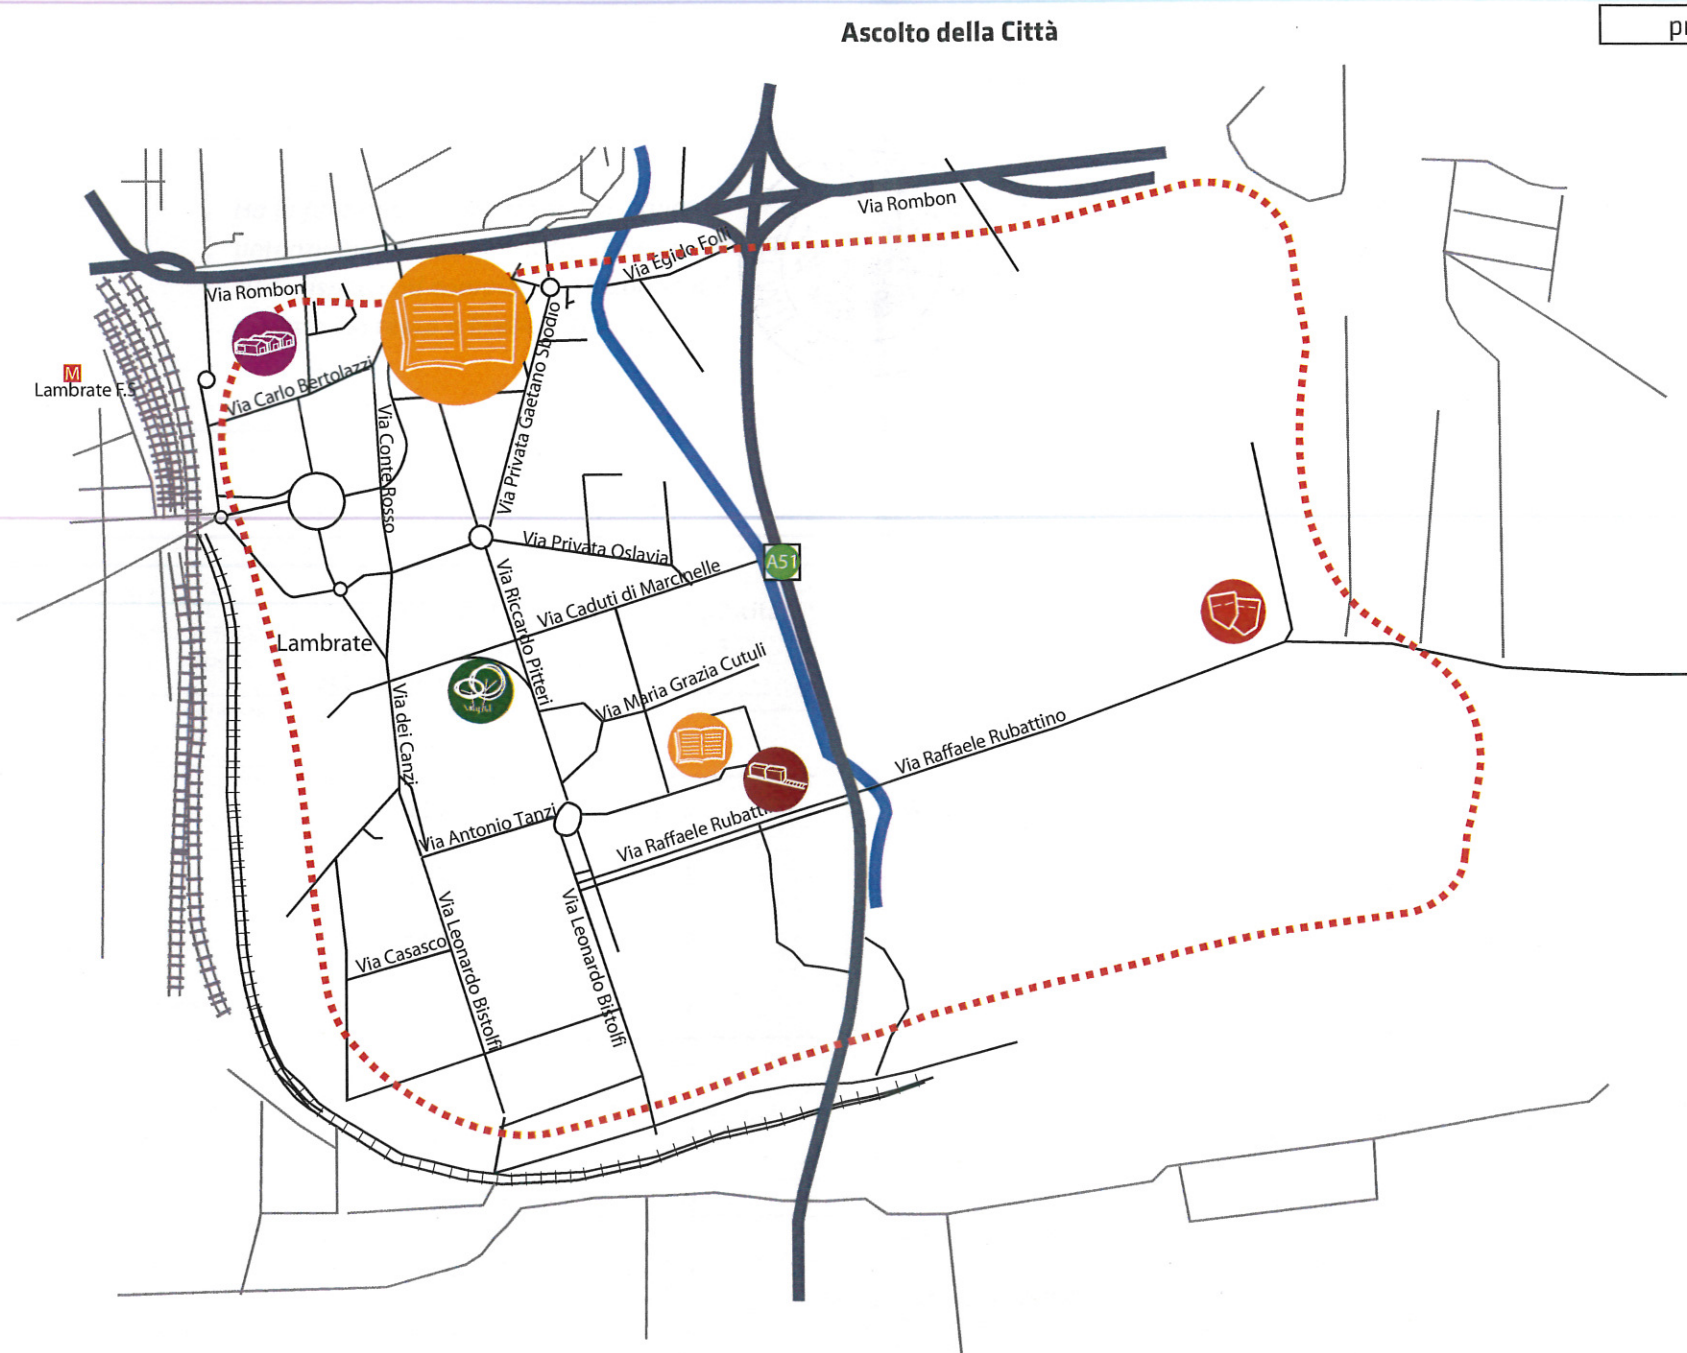 Ascolto della Città
pr
Via Rombon
Via Egidio Folli
Via Rombon
M
Lambrate F.S
Via Carlo Bertolazzi
Via Conte Rosso
Via Privata Gaetano Sbodio
Via Privata Oslavia
A51
Via Caduti di Marcinelle
Via Riccardo Pitteri
Lambrate
Via Maria Grazia Cutuli
Via dei Canzi
Via Raffaele Rubattino
Via Antonio Tanzi
Via Raffaele Rubatti
Via Leonardo Bistolfi
Via Leonardo Bistolfi
Via Casasco